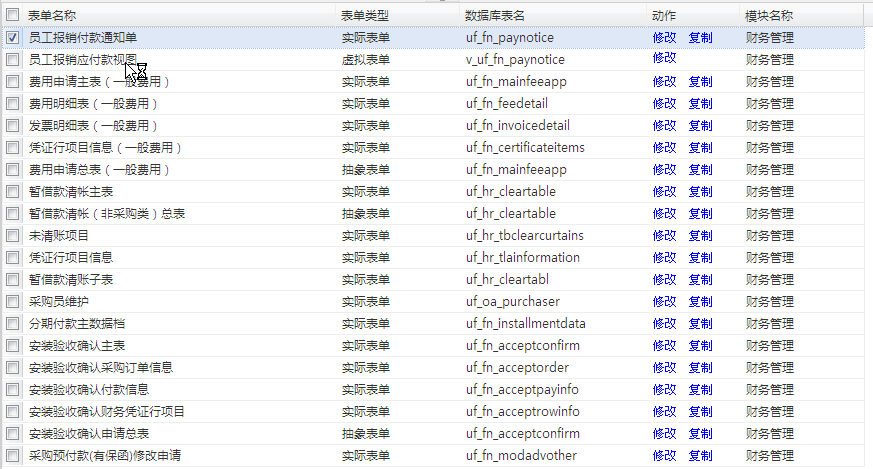 表单名称 表单类型 数据库表名 动作 模块名称
员工报销付款通知单 实际表单 uf_fn_paynotice 修改 复制 财务管理
员工报销应付款视图 虚拟表单 v_uf_fn_paynotice 修改 财务管理
费用申请主表（一般费用） 实际表单 uf_fn_mainfeeapp 修改 复制 财务管理
费用明细表（一般费用） 实际表单 uf_fn_feedetail 修改 复制 财务管理
发票明细表（一般费用） 实际表单 uf_fn_invoicedetail 修改 复制 财务管理
凭证行项目信息（一般费用） 实际表单 uf_fn_certificateitems 修改 复制 财务管理
费用申请总表（一般费用） 抽象表单 uf_fn_mainfeeapp 修改 复制 财务管理
暂借款清帐主表 实际表单 uf_hr_cleartable 修改 复制 财务管理
暂借款清帐（非采购类）总表 抽象表单 uf_hr_cleartable 修改 复制 财务管理
未清账项目 实际表单 uf_hr_tbclearcurtains 修改 复制 财务管理
凭证行项目信息 实际表单 uf_hr_tlainformation 修改 复制 财务管理
暂借款清账子表 实际表单 uf_hr_cleartabl 修改 复制 财务管理
采购员维护 实际表单 uf_oa_purchaser 修改 复制 财务管理
分期付款主数据档 实际表单 uf_fn_installmentdata 修改 复制 财务管理
安装验收确认主表 实际表单 uf_fn_acceptconfirm 修改 复制 财务管理
安装验收确认采购订单信息 实际表单 uf_fn_acceptorder 修改 复制 财务管理
安装验收确认付款信息 实际表单 uf_fn_acceptpayinfo 修改 复制 财务管理
安装验收确认财务凭证行项目 实际表单 uf_fn_acceptrowinfo 修改 复制 财务管理
安装验收确认申请总表 抽象表单 uf_fn_acceptconfirm 修改 复制 财务管理
采购预付款(有保函)修改申请 实际表单 uf_fn_modadvother 修改 复制 财务管理